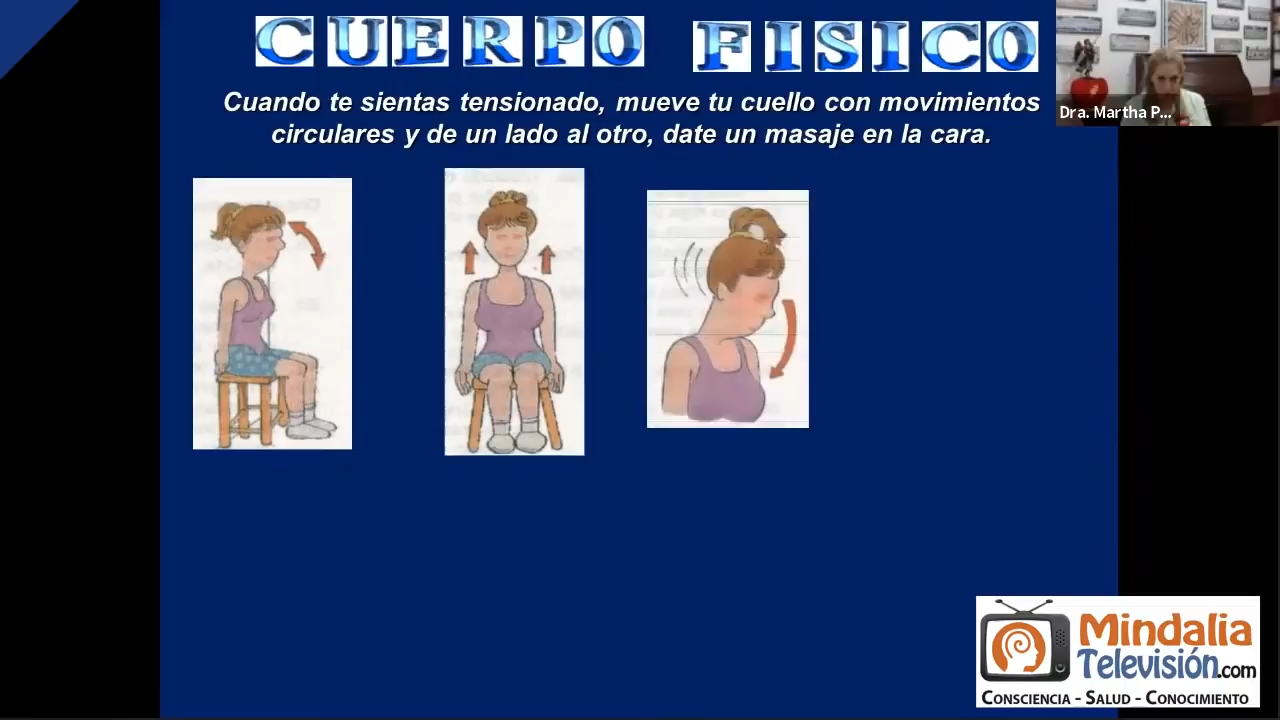 CUERPO FISICO
Dra. Martha P...
Cuando te sientas tensionado, mueve tu cuello con movimientos
circulares y de un lado al otro, date un masaje en la cara.
Mindalia
Televisión.com
CONSCIENCIA - SALUD - CONOCIMIENTO